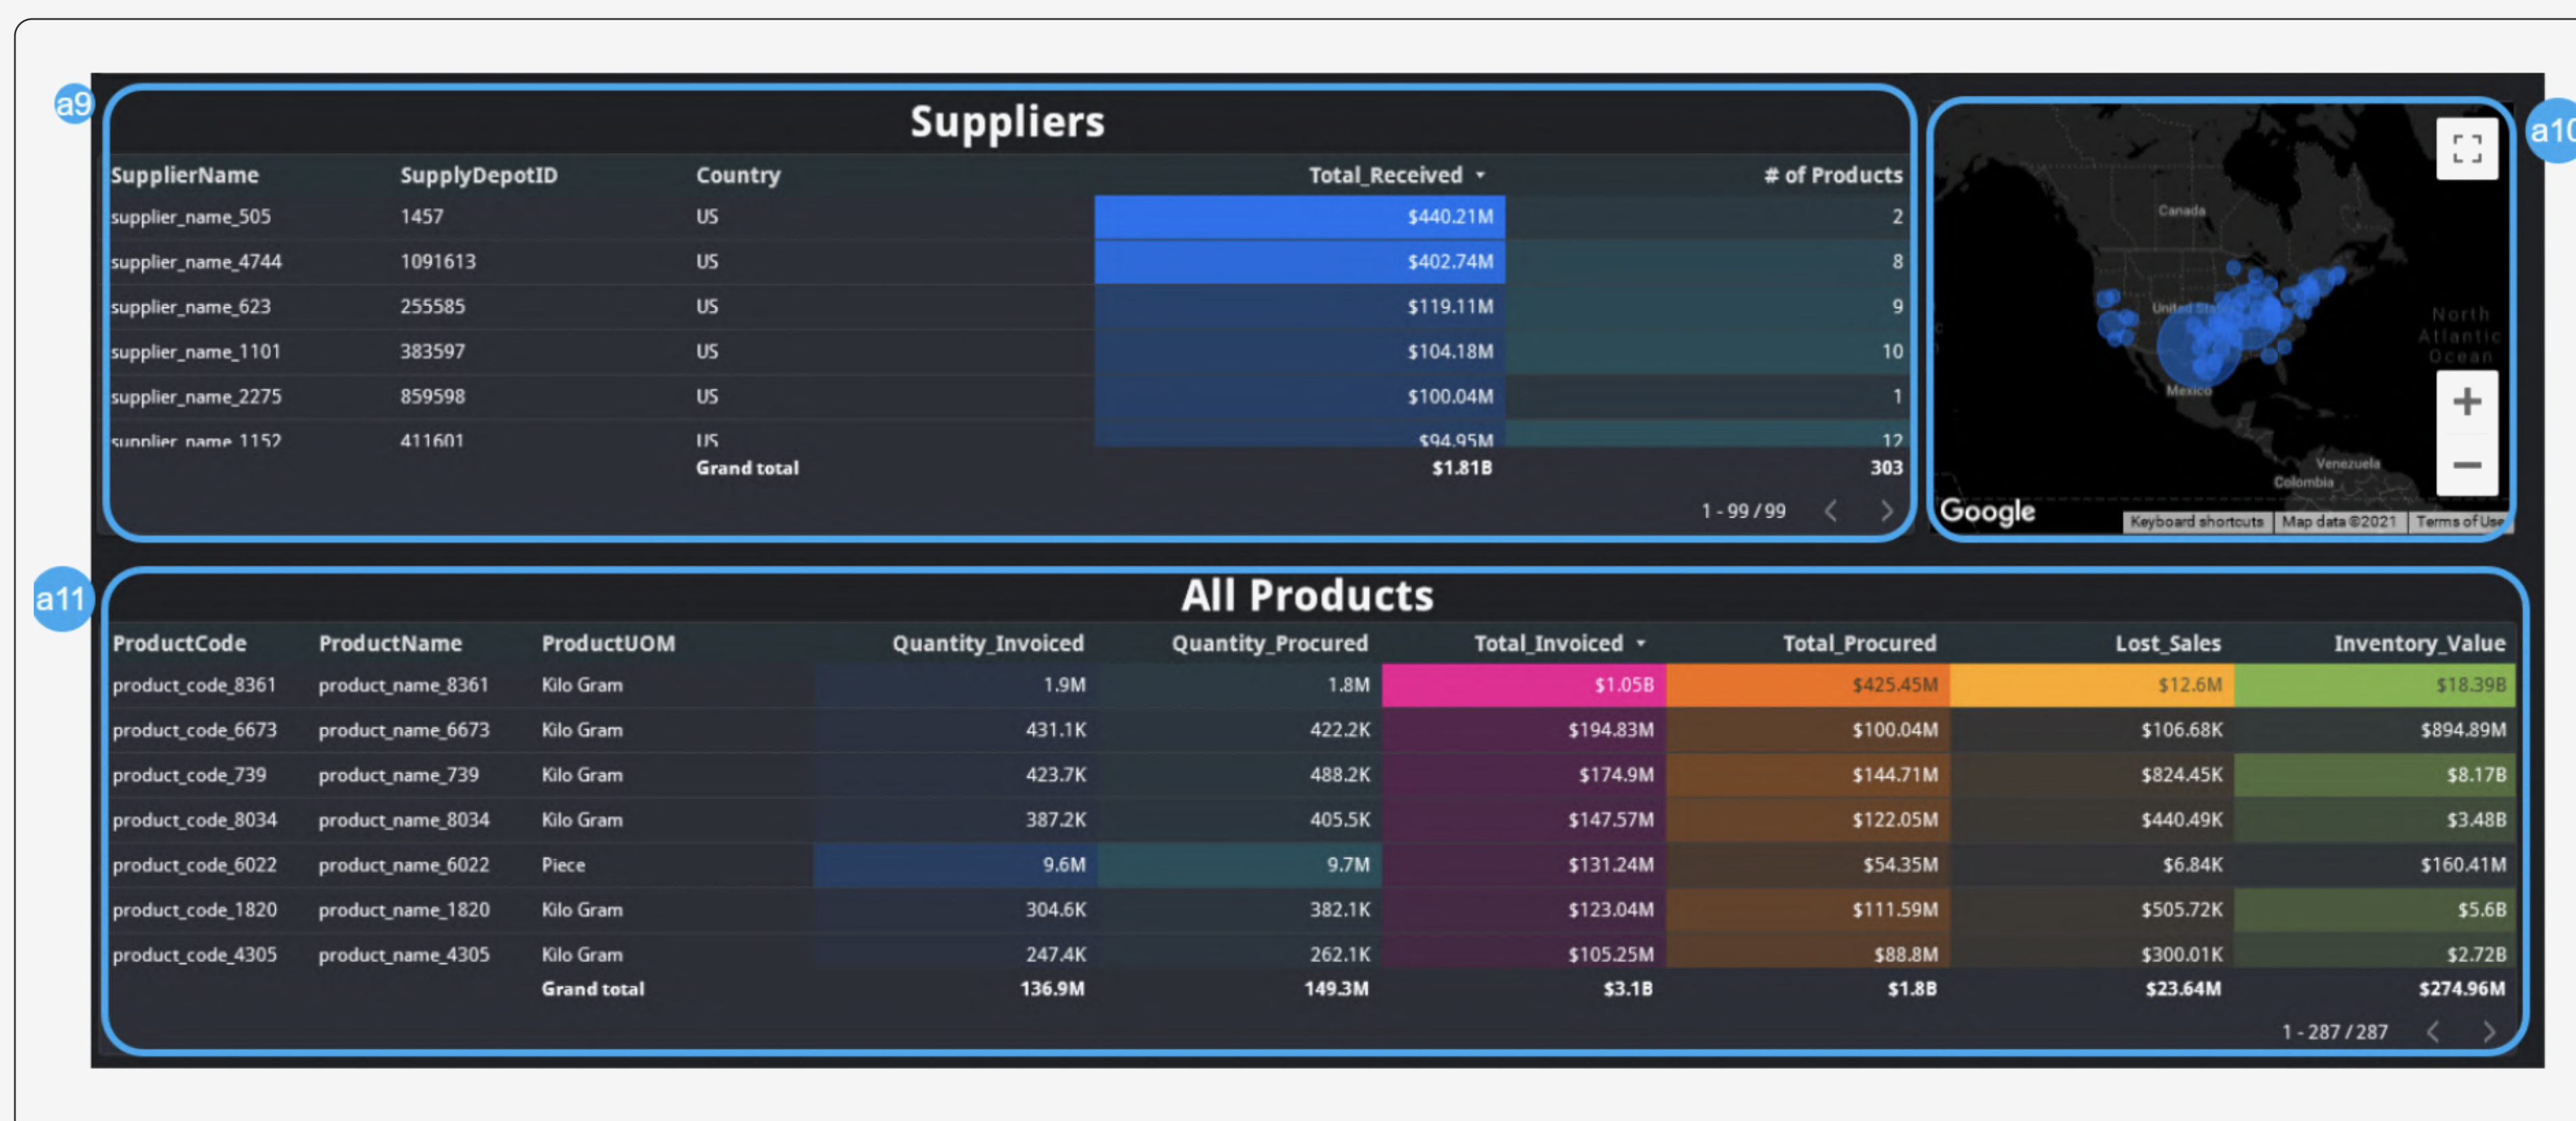 a9
Suppliers
SupplierName SupplyDepotID Country Total_Received # of Products
supplier_name_505 1457 US $440.21M 2
supplier_name_4744 1091613 US $402.74M 8
supplier_name_623 255585 US $119.11M 9
supplier_name_1101 383597 US $104.18M 10
supplier_name_2275 859598 US $100.04M 1
supplier_name_1152 411601 US $94.95M 12
Grand total $1.81B 303
1 - 99 / 99
a10
Canada
United States
North
Atlantic
Ocean
Mexico
Venezuela
Colombia
Google
Keyboard shortcuts Map data ©2021 Terms of Use
a11
All Products
ProductCode ProductName ProductUOM Quantity_Invoiced Quantity_Procured Total_Invoiced Total_Procured Lost_Sales Inventory_Value
product_code_8361 product_name_8361 Kilo Gram 1.9M 1.8M $1.05B $425.45M $12.6M $18.39B
product_code_6673 product_name_6673 Kilo Gram 431.1K 422.2K $194.83M $100.04M $106.68K $894.89M
product_code_739 product_name_739 Kilo Gram 423.7K 488.2K $174.9M $144.71M $824.45K $8.17B
product_code_8034 product_name_8034 Kilo Gram 387.2K 405.5K $147.57M $122.05M $440.49K $3.48B
product_code_6022 product_name_6022 Piece 9.6M 9.7M $131.24M $54.35M $6.84K $160.41M
product_code_1820 product_name_1820 Kilo Gram 304.6K 382.1K $123.04M $111.59M $505.72K $5.6B
product_code_4305 product_name_4305 Kilo Gram 247.4K 262.1K $105.25M $88.8M $300.01K $2.72B
Grand total 136.9M 149.3M $3.1B $1.8B $23.64M $274.96M
1 - 287 / 287